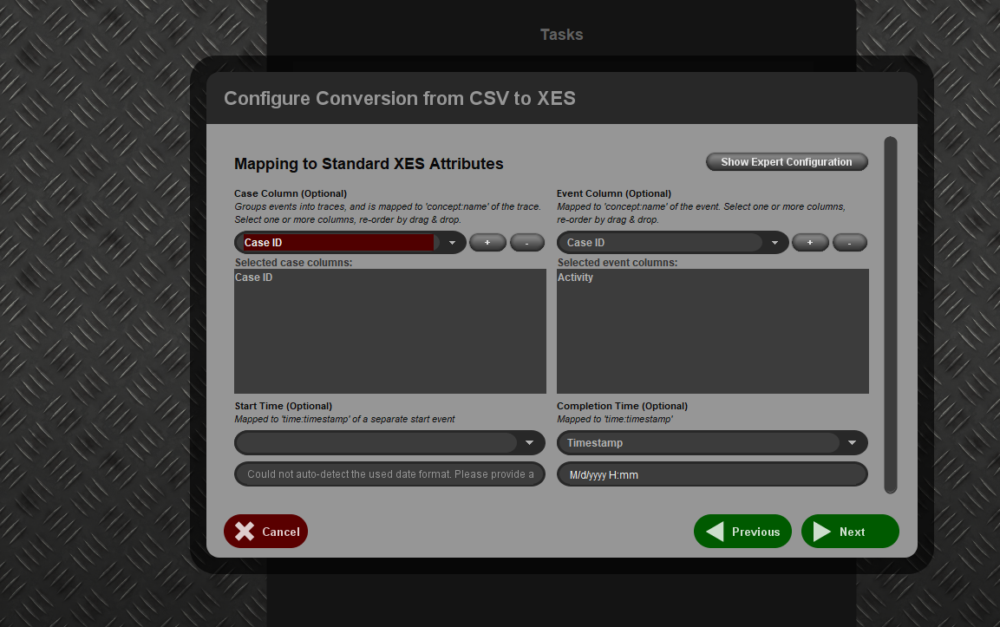 Tasks
Configure Conversion from CSV to XES
Mapping to Standard XES Attributes
Show Expert Configuration
Case Column (Optional)
Groups events into traces, and is mapped to 'concept:name' of the trace.
Select one or more columns, re-order by drag & drop.
Case ID
+
-
Selected case columns:
Case ID
Event Column (Optional)
Mapped to 'concept:name' of the event. Select one or more columns,
re-order by drag & drop.
Case ID
+
-
Selected event columns:
Activity
Start Time (Optional)
Mapped to 'time:timestamp' of a separate start event
Could not auto-detect the used date format. Please provide a
Completion Time (Optional)
Mapped to 'time:timestamp'
Timestamp
M/d/yyyy H:mm
Cancel
Previous
Next